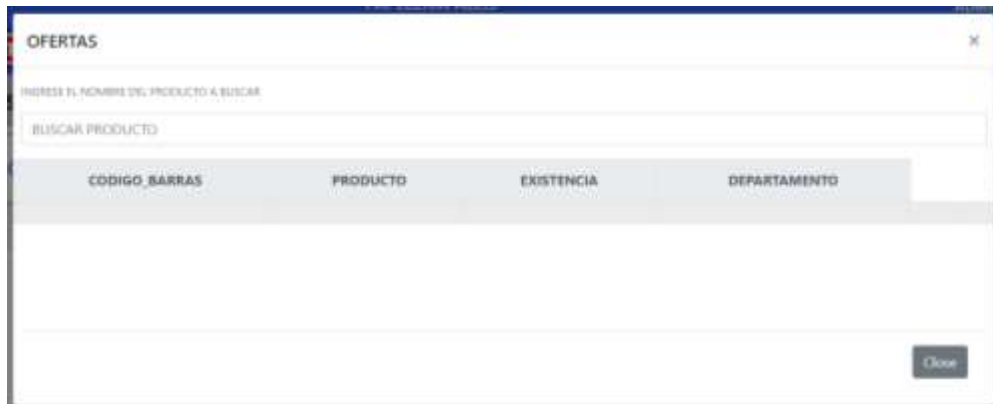 OFERTAS ×
INGRESE EL NOMBRE DEL PRODUCTO A BUSCAR
BUSCAR PRODUCTO
CODIGO_BARRAS PRODUCTO EXISTENCIA DEPARTAMENTO
Close